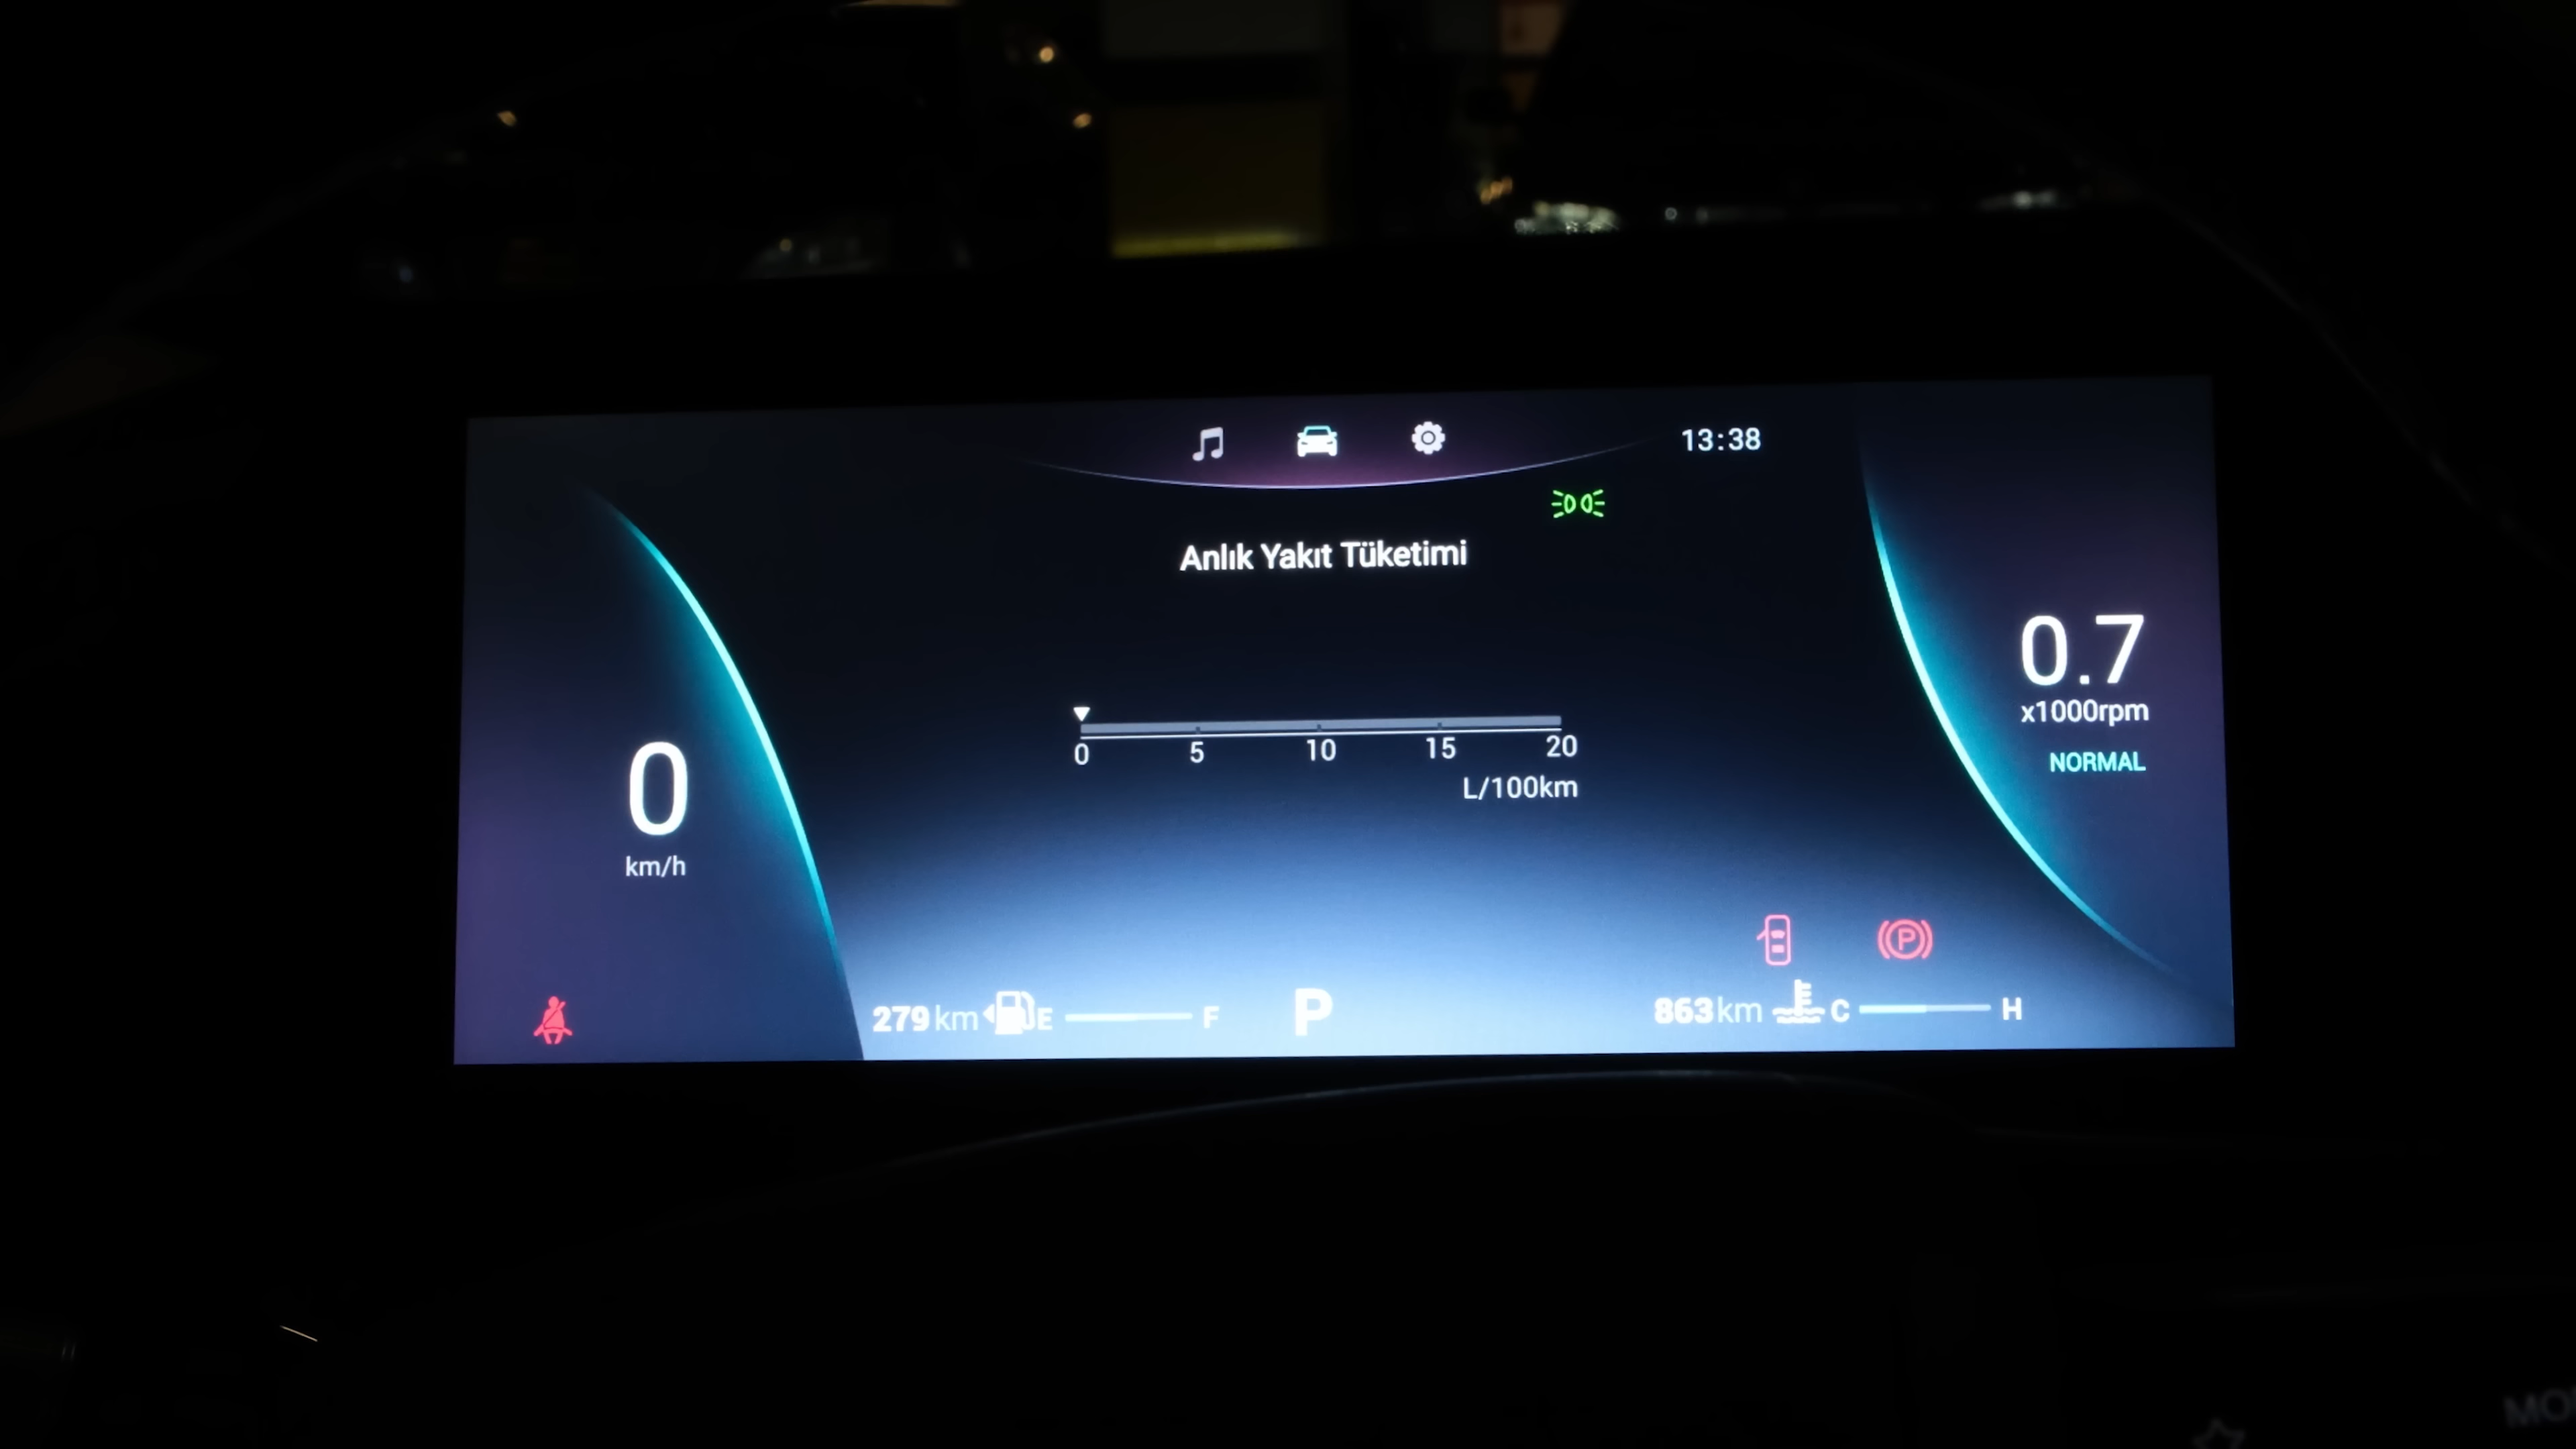 13:38
Anlık Yakıt Tüketimi
0 5 10 15 20
L/100km
0
km/h
0.7
x1000rpm
NORMAL
P
279 km E F P 863 km C H